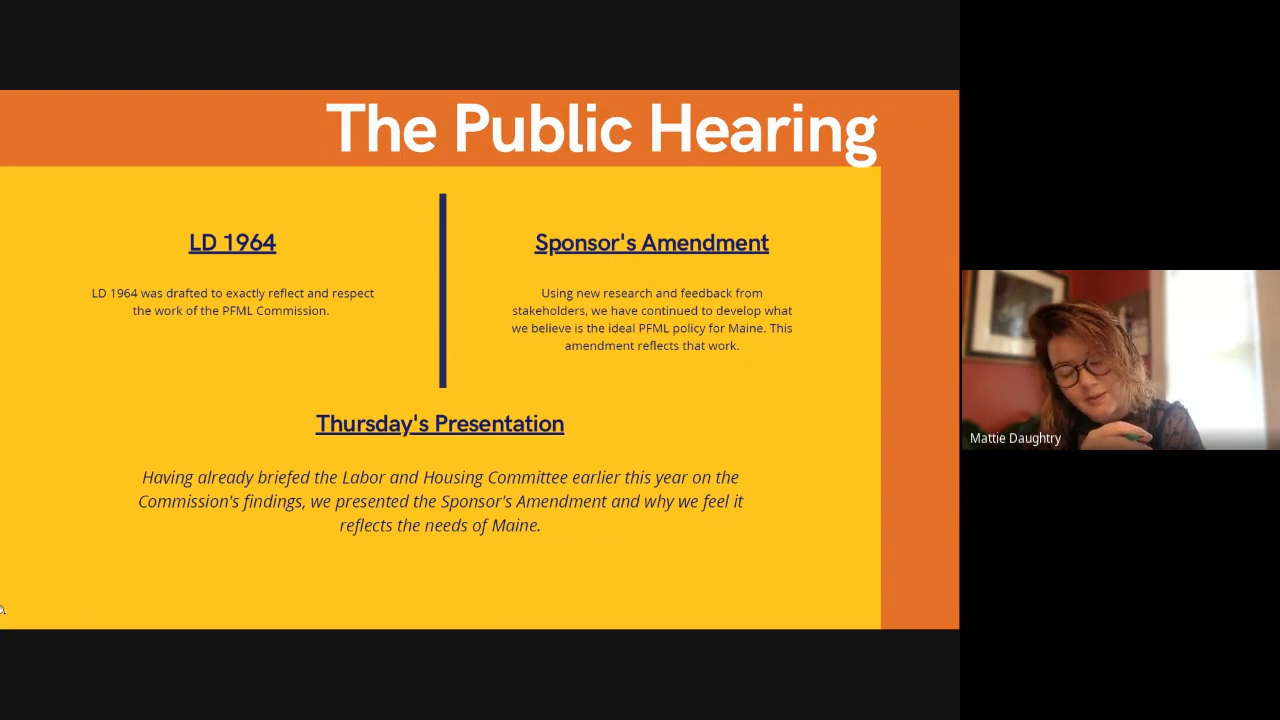 The Public Hearing
LD 1964
LD 1964 was drafted to exactly reflect and respect
the work of the PFML Commission.
Sponsor's Amendment
Using new research and feedback from
stakeholders, we have continued to develop what
we believe is the ideal PFML policy for Maine. This
amendment reflects that work.
Thursday's Presentation
Having already briefed the Labor and Housing Committee earlier this year on the
Commission's findings, we presented the Sponsor's Amendment and why we feel it
reflects the needs of Maine.
Mattie Daughtry